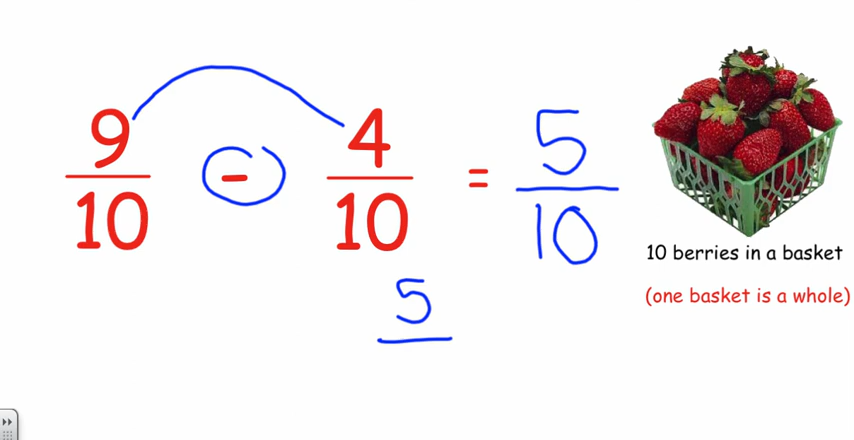 9/10 - 4/10 = 5/10
5
10 berries in a basket
(one basket is a whole)